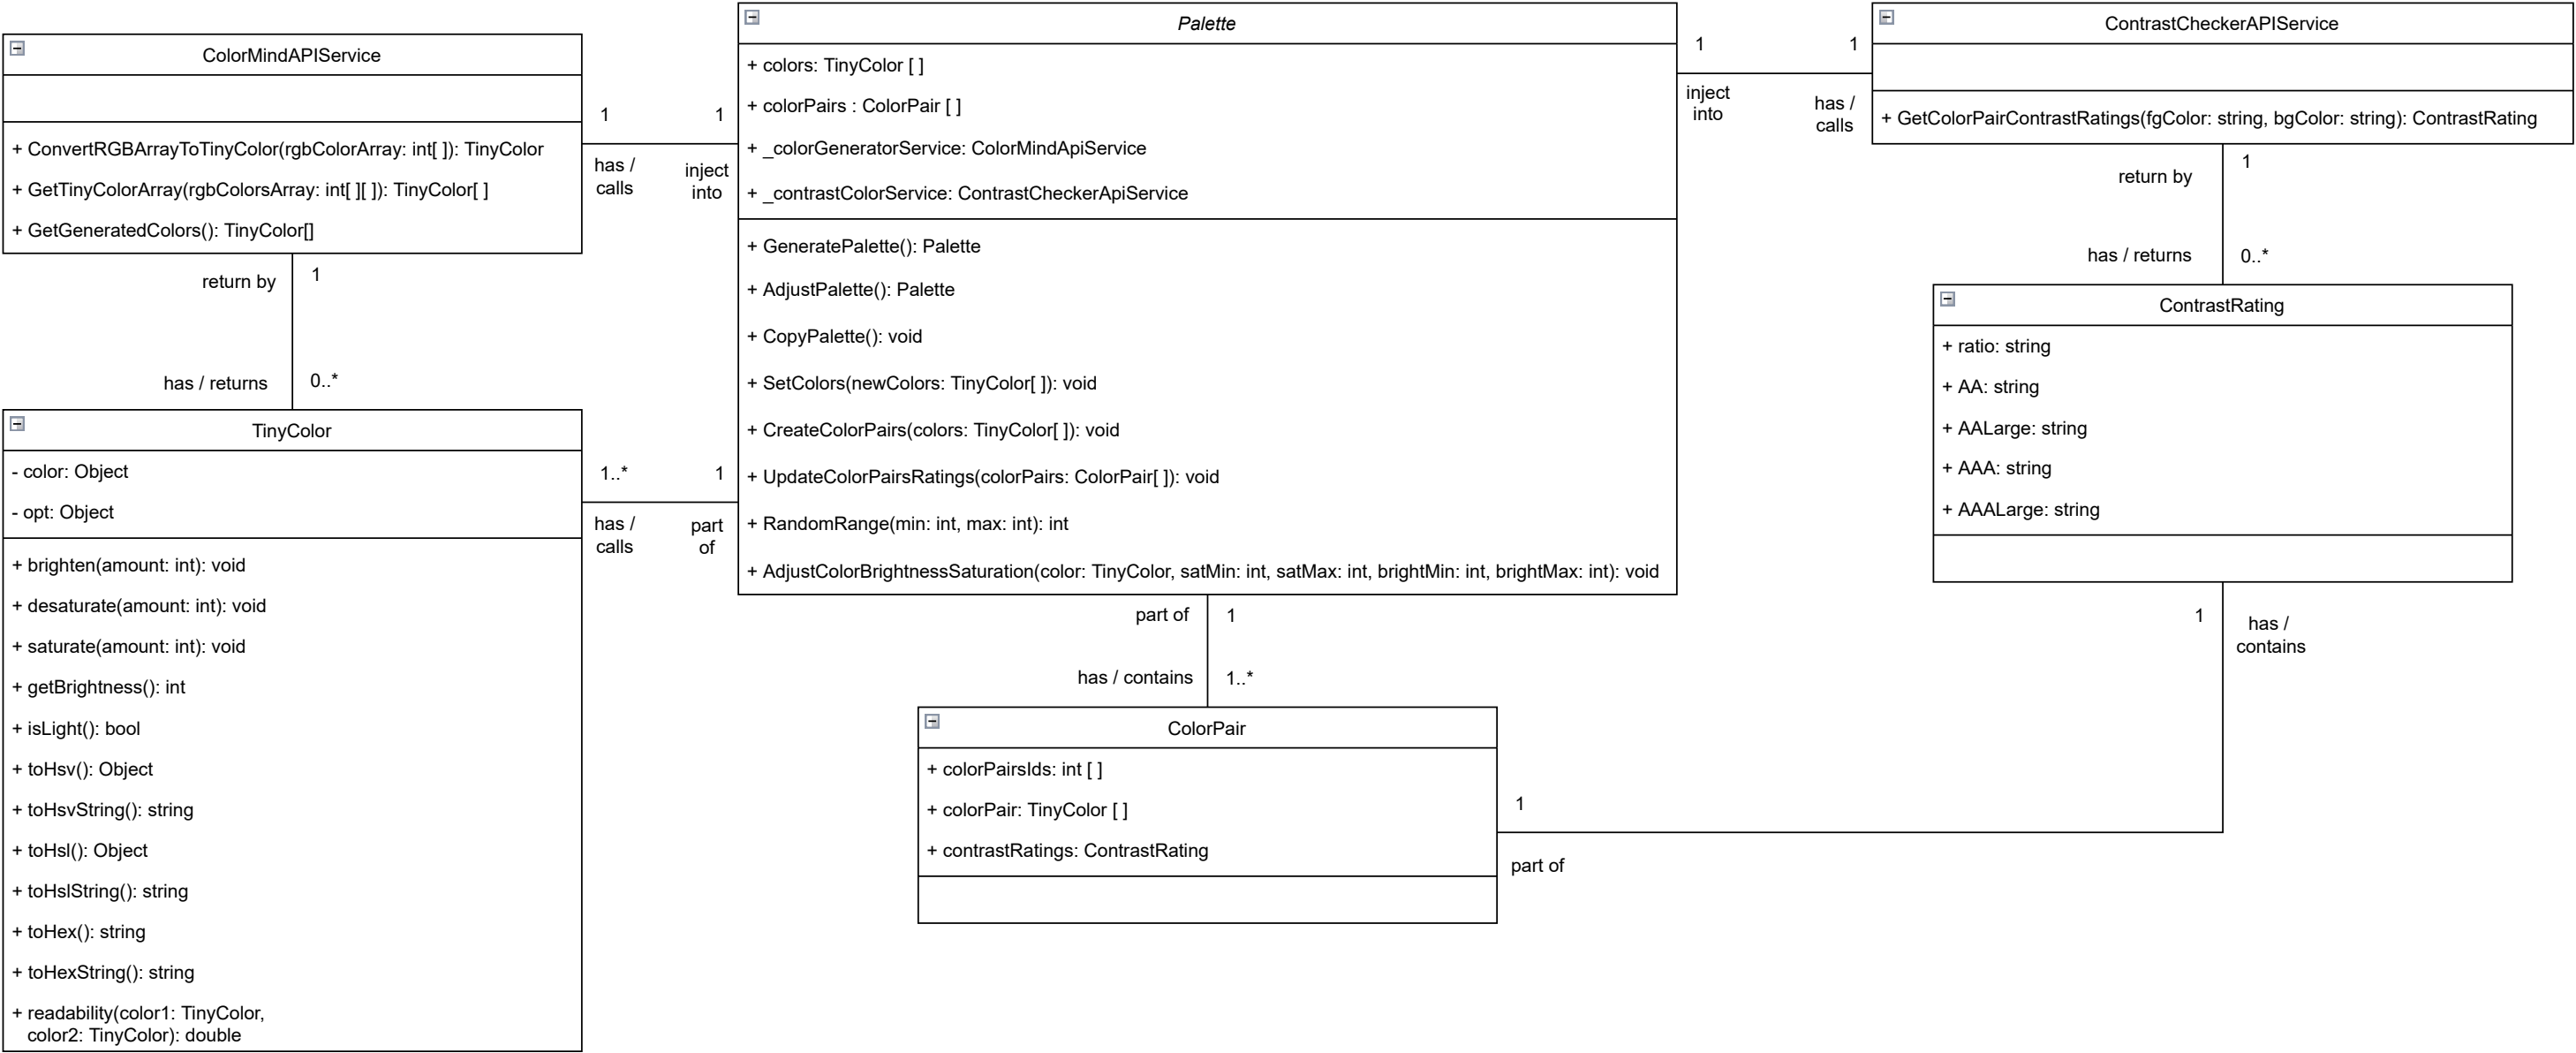 ColorMindAPIService
+ ConvertRGBArrayToTinyColor(rgbColorArray: int[ ]): TinyColor
+ GetTinyColorArray(rgbColorsArray: int[ ][ ]): TinyColor[ ]
+ GetGeneratedColors(): TinyColor[]
1
1
has /
calls
inject
into
Palette
+ colors: TinyColor [ ]
+ colorPairs : ColorPair [ ]
+ _colorGeneratorService: ColorMindApiService
+ _contrastColorService: ContrastCheckerApiService
+ GeneratePalette(): Palette
+ AdjustPalette(): Palette
+ CopyPalette(): void
+ SetColors(newColors: TinyColor[ ]): void
+ CreateColorPairs(colors: TinyColor[ ]): void
+ UpdateColorPairsRatings(colorPairs: ColorPair[ ]): void
+ RandomRange(min: int, max: int): int
+ AdjustColorBrightnessSaturation(color: TinyColor, satMin: int, satMax: int, brightMin: int, brightMax: int): void
1
1
inject
into
has /
calls
ContrastCheckerAPIService
+ GetColorPairContrastRatings(fgColor: string, bgColor: string): ContrastRating
1
return by
has / returns
0..*
ContrastRating
+ ratio: string
+ AA: string
+ AALarge: string
+ AAA: string
+ AAALarge: string
1
has /
contains
return by
1
has / returns
0..*
TinyColor
- color: Object
- opt: Object
+ brighten(amount: int): void
+ desaturate(amount: int): void
+ saturate(amount: int): void
+ getBrightness(): int
+ isLight(): bool
+ toHsv(): Object
+ toHsvString(): string
+ toHsl(): Object
+ toHslString(): string
+ toHex(): string
+ toHexString(): string
+ readability(color1: TinyColor,
color2: TinyColor): double
1..*
1
has /
calls
part
of
part of
1
has / contains
1..*
ColorPair
+ colorPairsIds: int [ ]
+ colorPair: TinyColor [ ]
+ contrastRatings: ContrastRating
1
part of